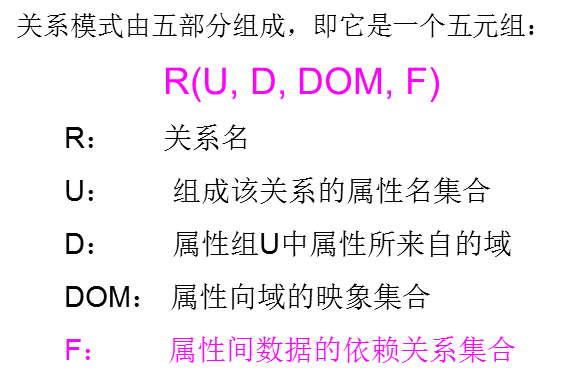 关系模式由五部分组成，即它是一个五元组：
R(U, D, DOM, F)
R： 关系名
U： 组成该关系的属性名集合
D： 属性组U中属性所来自的域
DOM： 属性向域的映象集合
F： 属性间数据的依赖关系集合